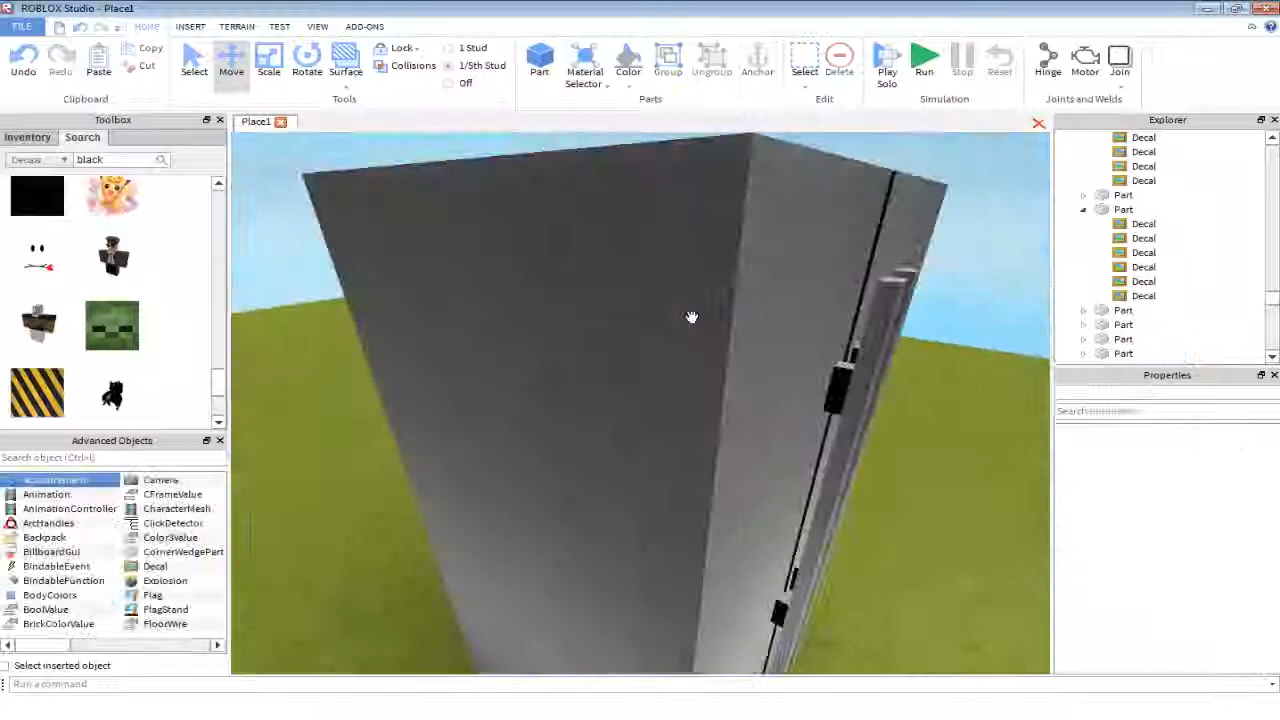 ROBLOX Studio - Place1
FILE HOME INSERT TERRAIN TEST VIEW ADD-ONS
Undo Redo Paste Copy Cut
Clipboard
Select Move Scale Rotate Surface Lock Collisions
1 Stud
1/5th Stud
Off
Tools
Part Material Selector Color Group Ungroup Anchor
Parts
Select Delete
Edit
Play Solo Run Stop Reset
Simulation
Hinge Motor Join
Joints and Welds
Toolbox
Inventory Search
Decals black
Advanced Objects
Search object (Ctrl+I)
Camera
Animation CFrameValue
AnimationController CharacterMesh
ArcHandles ClickDetector
Backpack Color3Value
BillboardGui CornerWedgePart
BindableEvent Decal
BindableFunction Explosion
BodyColors Flag
BoolValue FlagStand
BrickColorValue FloorWire
Select inserted object
Run a command
Place1
Explorer
Decal
Decal
Decal
Decal
Part
Part
Decal
Decal
Decal
Decal
Decal
Decal
Part
Part
Part
Part
Properties
Search